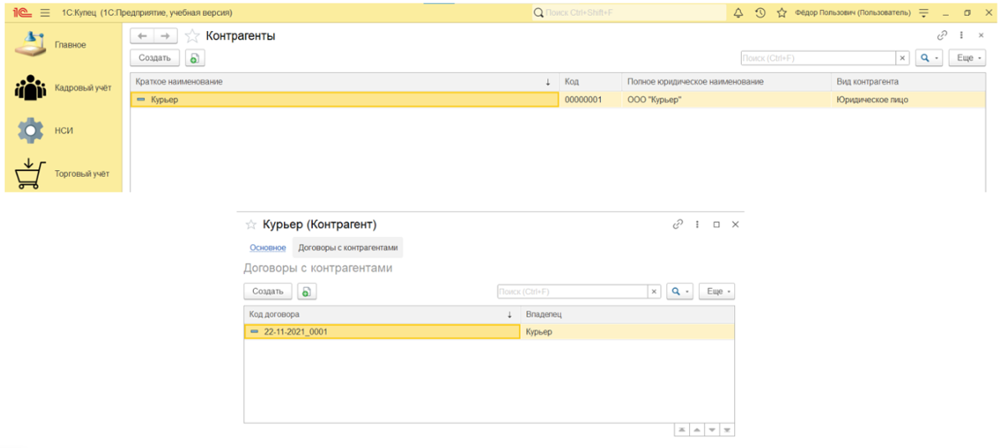 1С:Купец (1С:Предприятие, учебная версия) Поиск Ctrl+Shift+F Фёдор Пользович (Пользователь)
Главное
Кадровый учёт
НСИ
Торговый учёт
Контрагенты
Создать Поиск (Ctrl+F) Еще
Краткое наименование Код Полное юридическое наименование Вид контрагента
Курьер 00000001 ООО "Курьер" Юридическое лицо
Курьер (Контрагент)
Основное Договоры с контрагентами
Договоры с контрагентами
Создать Поиск (Ctrl+F) Еще
Код договора Владелец
22-11-2021_0001 Курьер